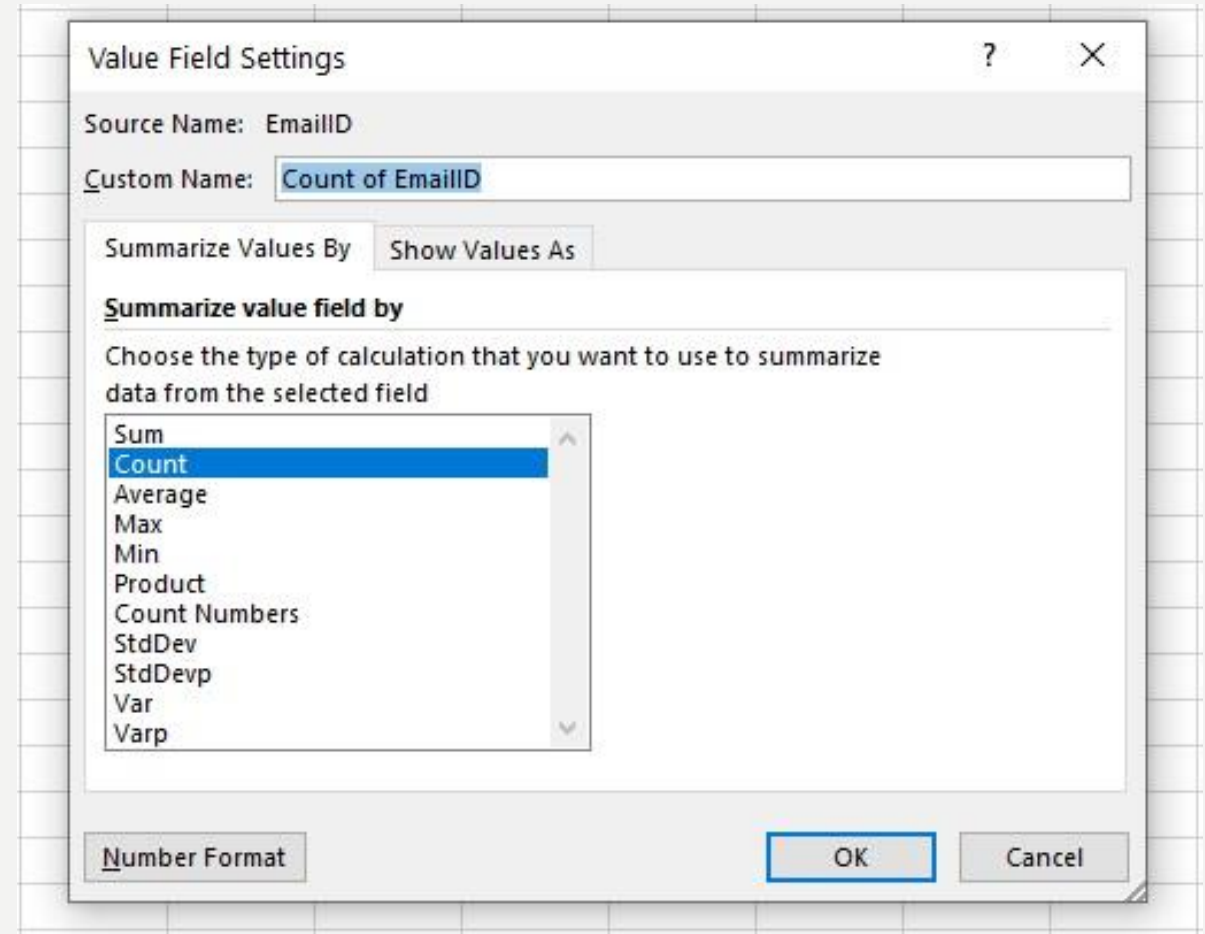 Value Field Settings ? ×
Source Name: EmailID
Custom Name: Count of EmailID
Summarize Values By Show Values As
Summarize value field by
Choose the type of calculation that you want to use to summarize
data from the selected field
Sum
Count
Average
Max
Min
Product
Count Numbers
StdDev
StdDevp
Var
Varp
Number Format OK Cancel